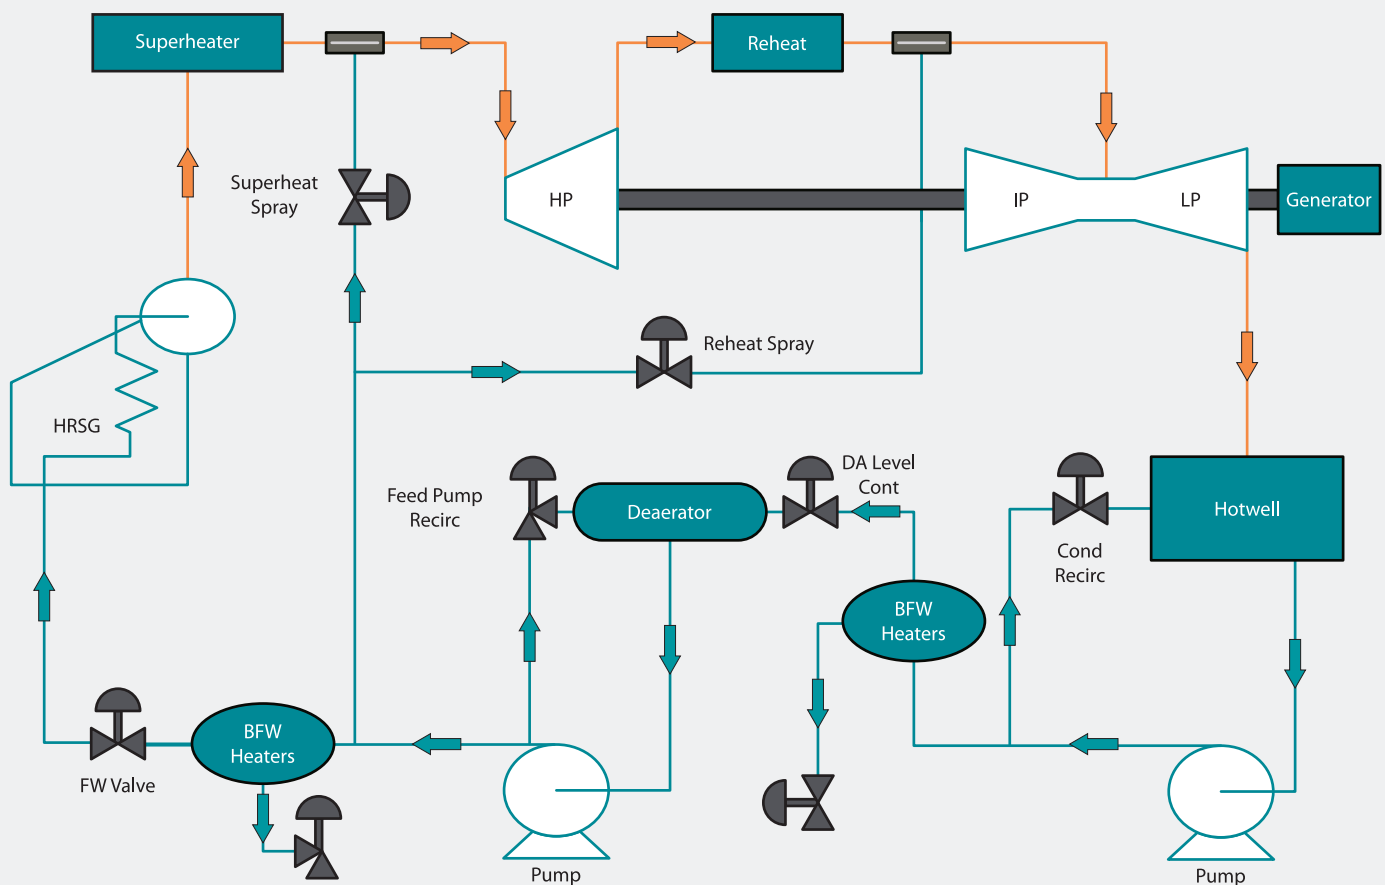 Superheater
Reheat
Superheat
Spray
HP
IP
LP
Generator
Reheat Spray
HRSG
Feed Pump
Recirc
Deaerator
DA Level
Cont
Hotwell
Cond
Recirc
BFW
Heaters
BFW
Heaters
FW Valve
Pump
Pump